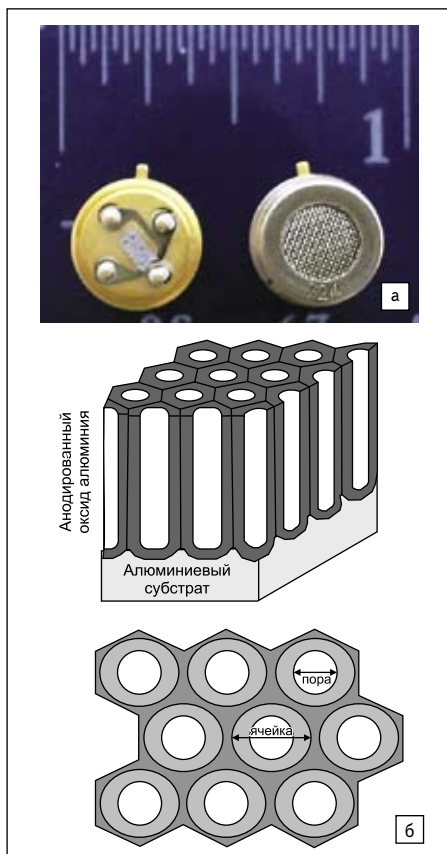 1
а
Анодированный
оксид алюминия
Алюминиевый
субстрат
пора
ячейка
б